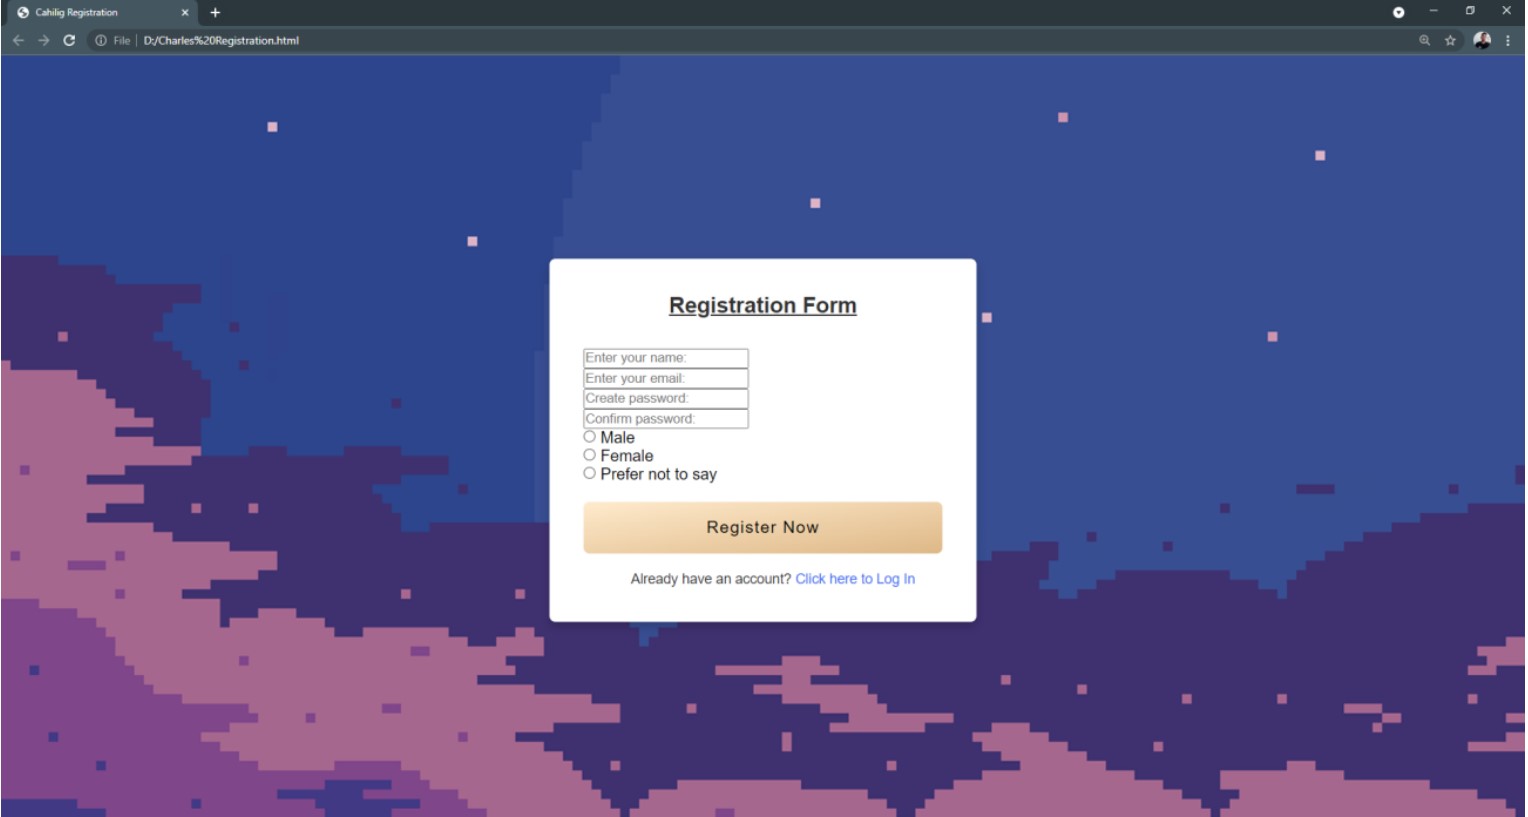 Cahilig Registration
File | D:/Charles%20Registration.html
Registration Form
Enter your name:
Enter your email:
Create password:
Confirm password:
Male
Female
Prefer not to say
Register Now
Already have an account? Click here to Log In